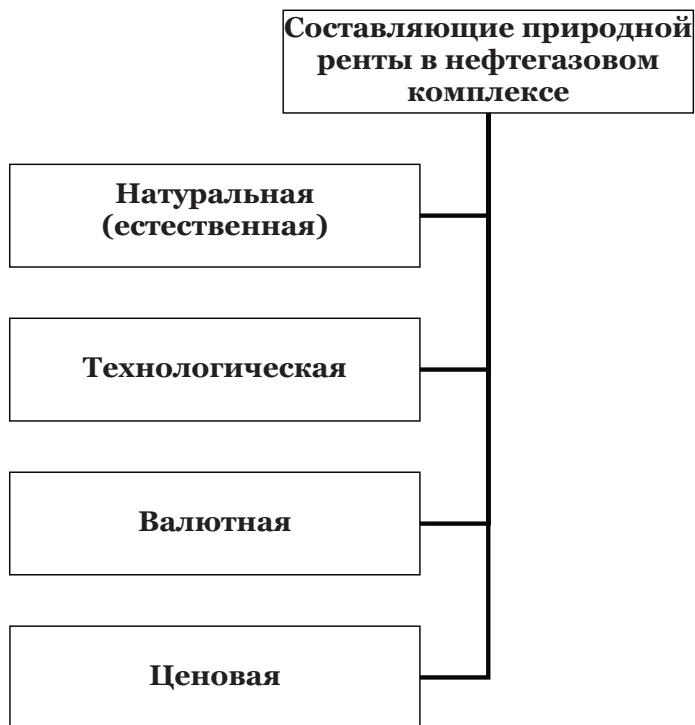 Составляющие природной
ренты в нефтегазовом
комплексе
Натуральная
(естественная)
Технологическая
Валютная
Ценовая